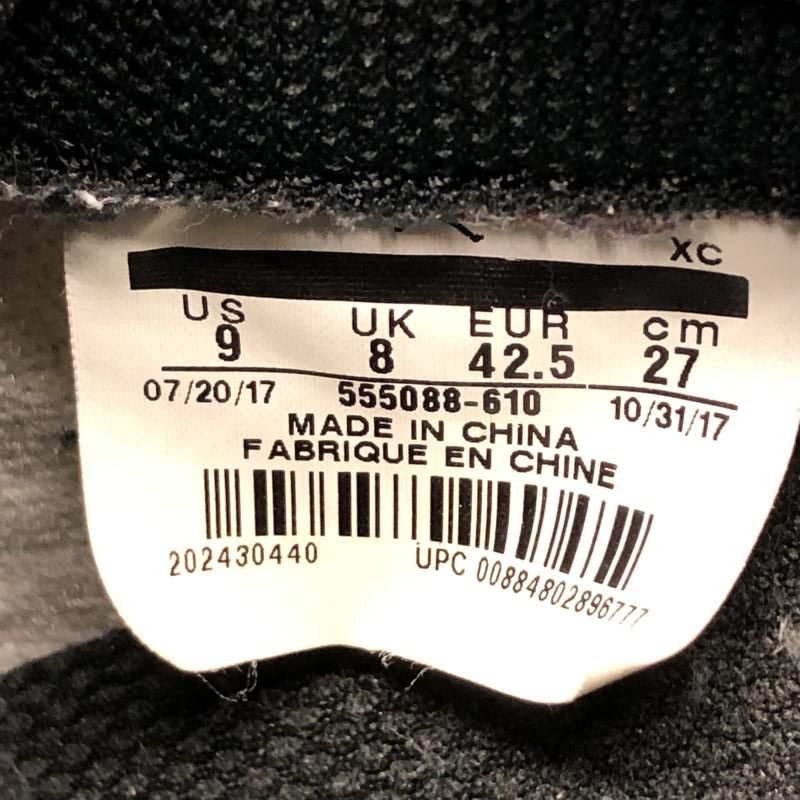 XC
US UK EUR cm
9 8 42.5 27
07/20/17 555088-610 10/31/17
MADE IN CHINA
FABRIQUE EN CHINE
202430440 UPC 00884802896777